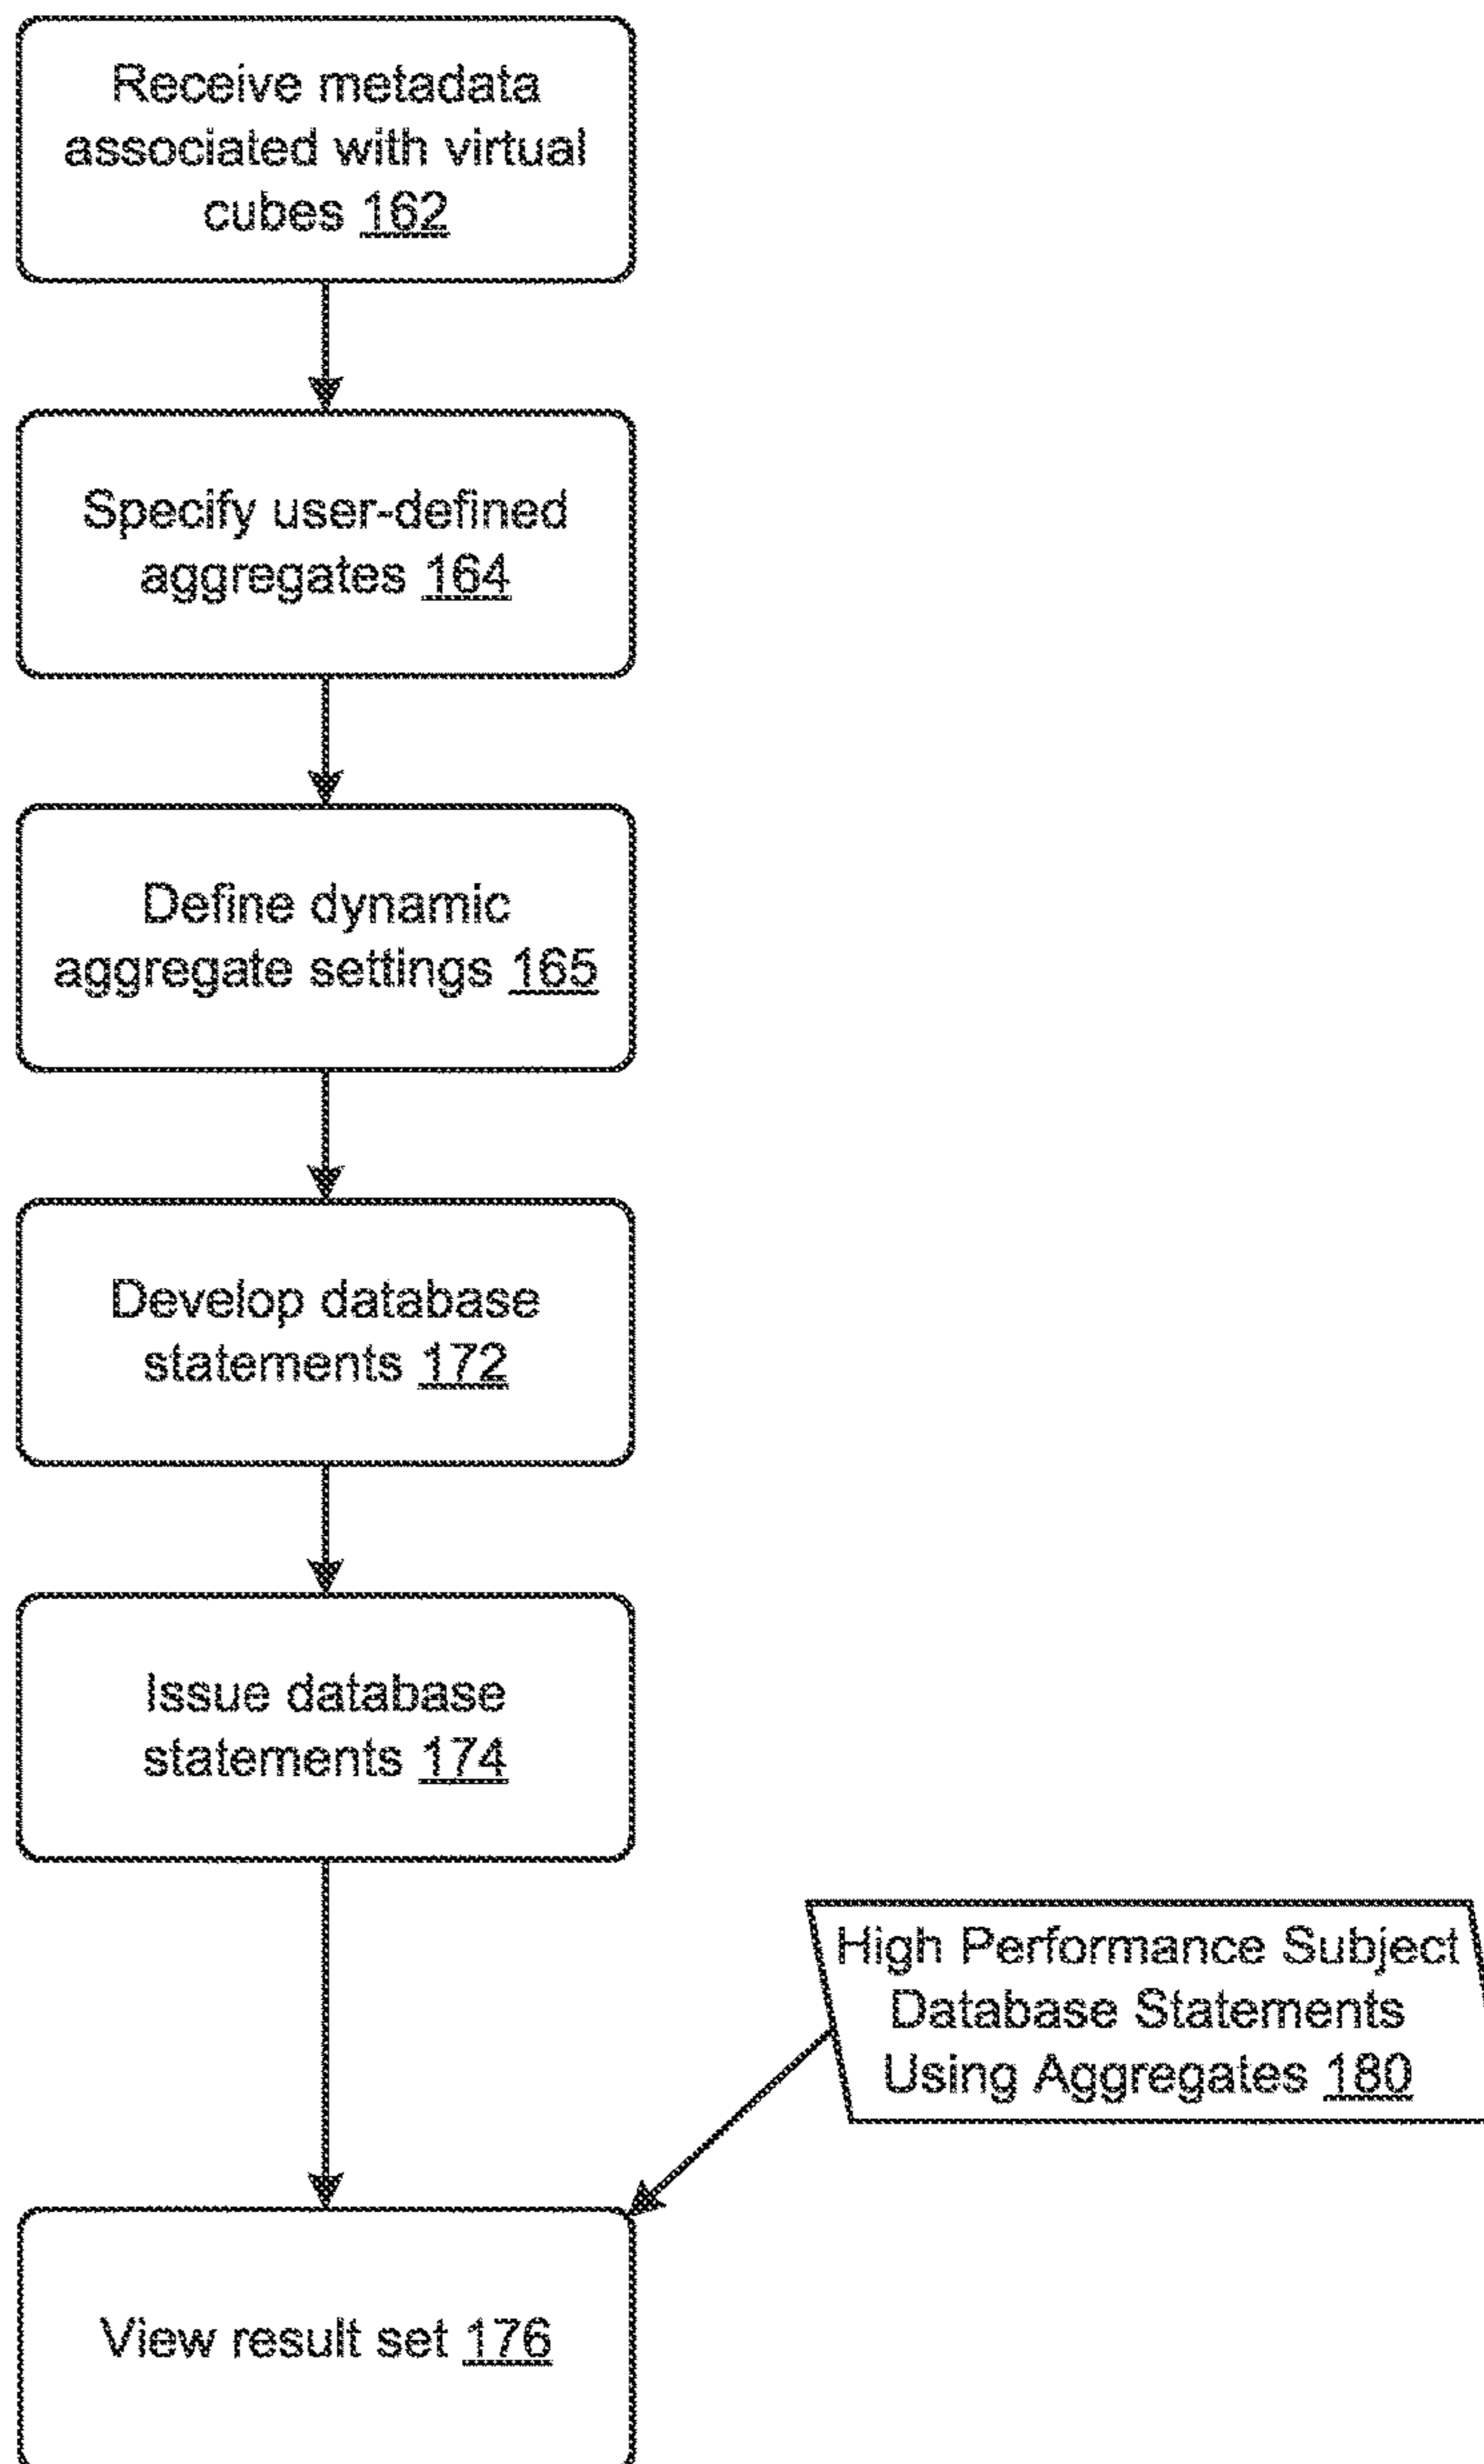 Receive metadata
associated with virtual
cubes 162
Specify user-defined
aggregates 164
Define dynamic
aggregate settings 165
Develop database
statements 172
Issue database
statements 174
High Performance Subject
Database Statements
Using Aggregates 180
View result set 176